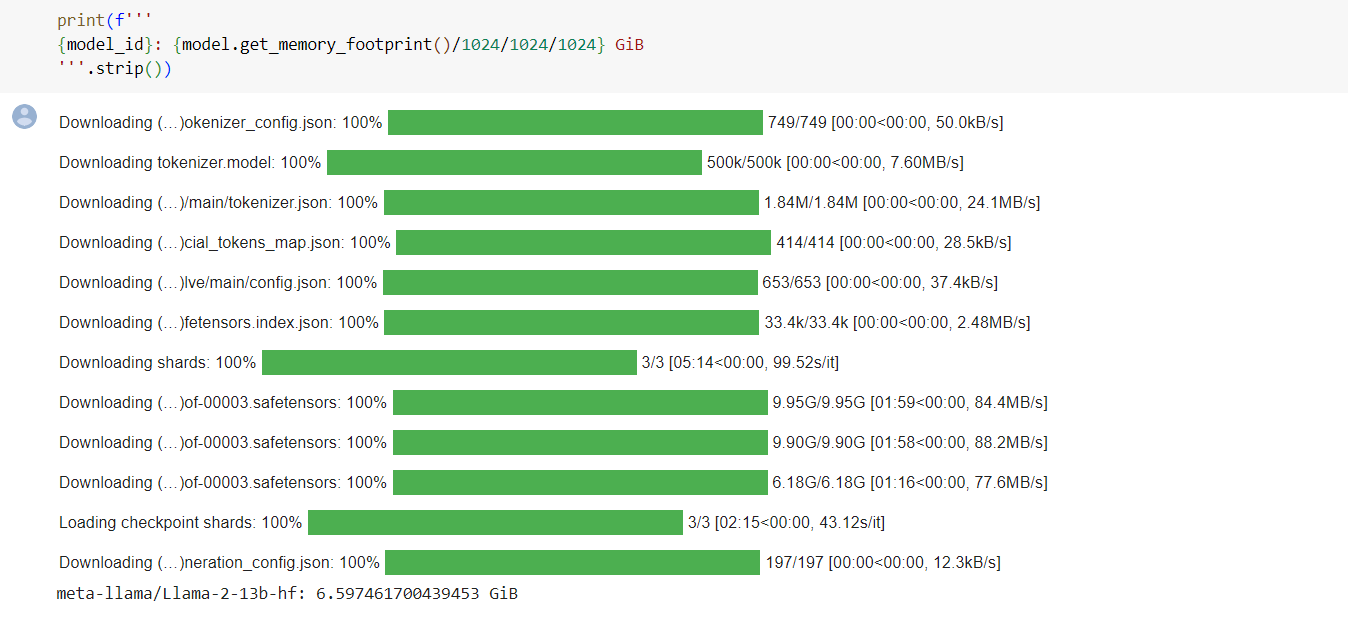 print(f'''
{model_id}: {model.get_memory_footprint()/1024/1024/1024} GiB
'''.strip())
Downloading (…)okenizer_config.json: 100% 749/749 [00:00<00:00, 50.0kB/s]
Downloading tokenizer.model: 100% 500k/500k [00:00<00:00, 7.60MB/s]
Downloading (…)/main/tokenizer.json: 100% 1.84M/1.84M [00:00<00:00, 24.1MB/s]
Downloading (…)cial_tokens_map.json: 100% 414/414 [00:00<00:00, 28.5kB/s]
Downloading (…)lve/main/config.json: 100% 653/653 [00:00<00:00, 37.4kB/s]
Downloading (…)fetensors.index.json: 100% 33.4k/33.4k [00:00<00:00, 2.48MB/s]
Downloading shards: 100% 3/3 [05:14<00:00, 99.52s/it]
Downloading (…)of-00003.safetensors: 100% 9.95G/9.95G [01:59<00:00, 84.4MB/s]
Downloading (…)of-00003.safetensors: 100% 9.90G/9.90G [01:58<00:00, 88.2MB/s]
Downloading (…)of-00003.safetensors: 100% 6.18G/6.18G [01:16<00:00, 77.6MB/s]
Loading checkpoint shards: 100% 3/3 [02:15<00:00, 43.12s/it]
Downloading (…)neration_config.json: 100% 197/197 [00:00<00:00, 12.3kB/s]
meta-llama/Llama-2-13b-hf: 6.597461700439453 GiB